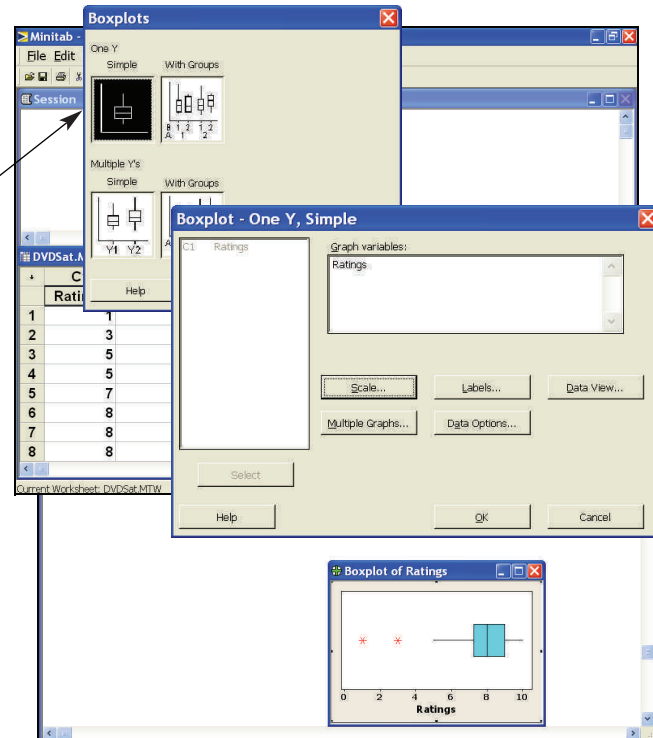 Boxplots
Minitab -
File Edit
One Y
Simple With Groups
B 1 2 1 2
A 1 2
Session
Multiple Y's
Simple With Groups
Y1 Y2
Help
DVDSat.M
C
Rati
1 1
2 3
3 5
4 5
5 7
6 8
7 8
8 8
Current Worksheet: DVDSat.MTW
Boxplot - One Y, Simple
C1 Ratings
Graph variables:
Ratings
Scale... Labels... Data View...
Multiple Graphs... Data Options...
Select
Help OK Cancel
Boxplot of Ratings
0 2 4 6 8 10
Ratings